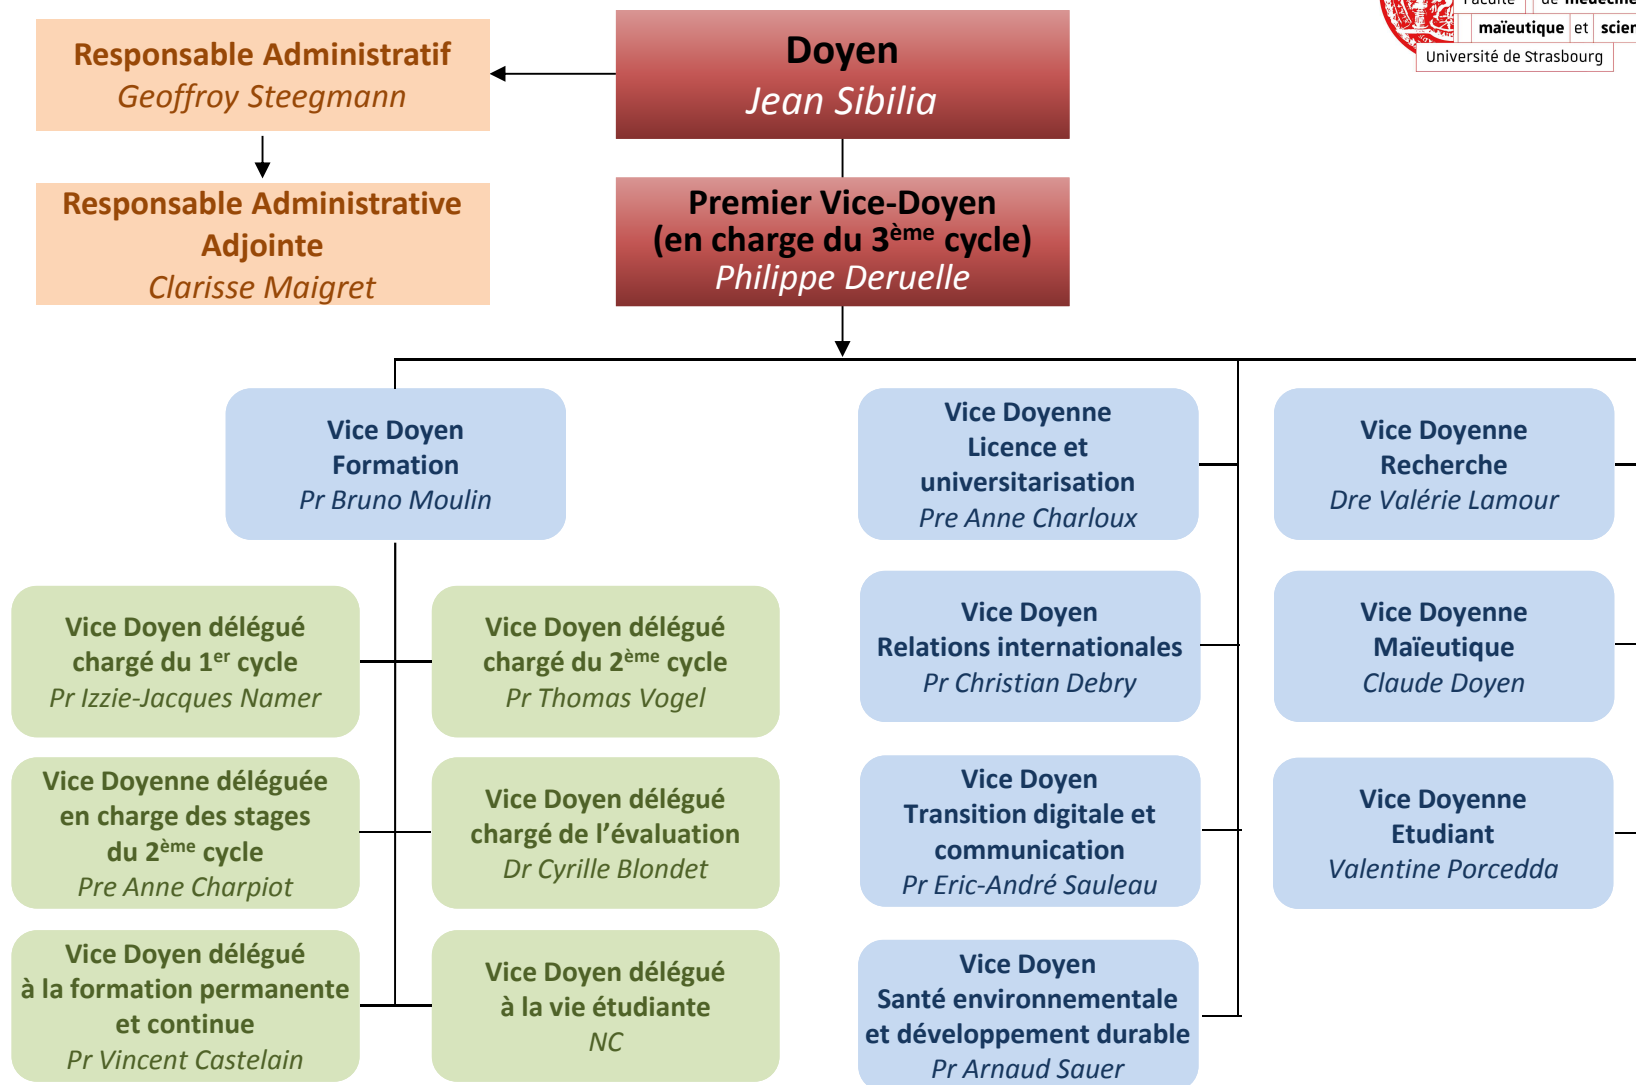 Faculté de médecine
maïeutique et scien
Université de Strasbourg
Responsable Administratif
Geoffroy Steegmann
Doyen
Jean Sibilia
Responsable Administrative
Adjointe
Clarisse Maigret
Premier Vice-Doyen
(en charge du 3ème cycle)
Philippe Deruelle
Vice Doyen
Formation
Pr Bruno Moulin
Vice Doyenne
Licence et
universitarisation
Pre Anne Charloux
Vice Doyenne
Recherche
Dre Valérie Lamour
Vice Doyen délégué
chargé du 1er cycle
Pr Izzie-Jacques Namer
Vice Doyen délégué
chargé du 2ème cycle
Pr Thomas Vogel
Vice Doyen
Relations internationales
Pr Christian Debry
Vice Doyenne
Maïeutique
Claude Doyen
Vice Doyenne déléguée
en charge des stages
du 2ème cycle
Pre Anne Charpiot
Vice Doyen délégué
chargé de l’évaluation
Dr Cyrille Blondet
Vice Doyen
Transition digitale et
communication
Pr Eric-André Sauleau
Vice Doyenne
Etudiant
Valentine Porcedda
Vice Doyen délégué
à la formation permanente
et continue
Pr Vincent Castelain
Vice Doyen délégué
à la vie étudiante
NC
Vice Doyen
Santé environnementale
et développement durable
Pr Arnaud Sauer